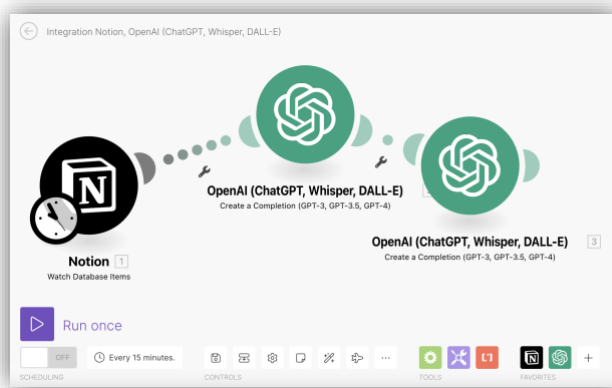 Integration Notion, OpenAI (ChatGPT, Whisper, DALL-E)
OpenAI (ChatGPT, Whisper, DALL-E)
Create a Completion (GPT-3, GPT-3.5, GPT-4)
OpenAI (ChatGPT, Whisper, DALL-E) 3
Create a Completion (GPT-3, GPT-3.5, GPT-4)
N
Notion 1
Watch Database Items
Run once
OFF Every 15 minutes.
SCHEDULING CONTROLS TOOLS FAVORITES